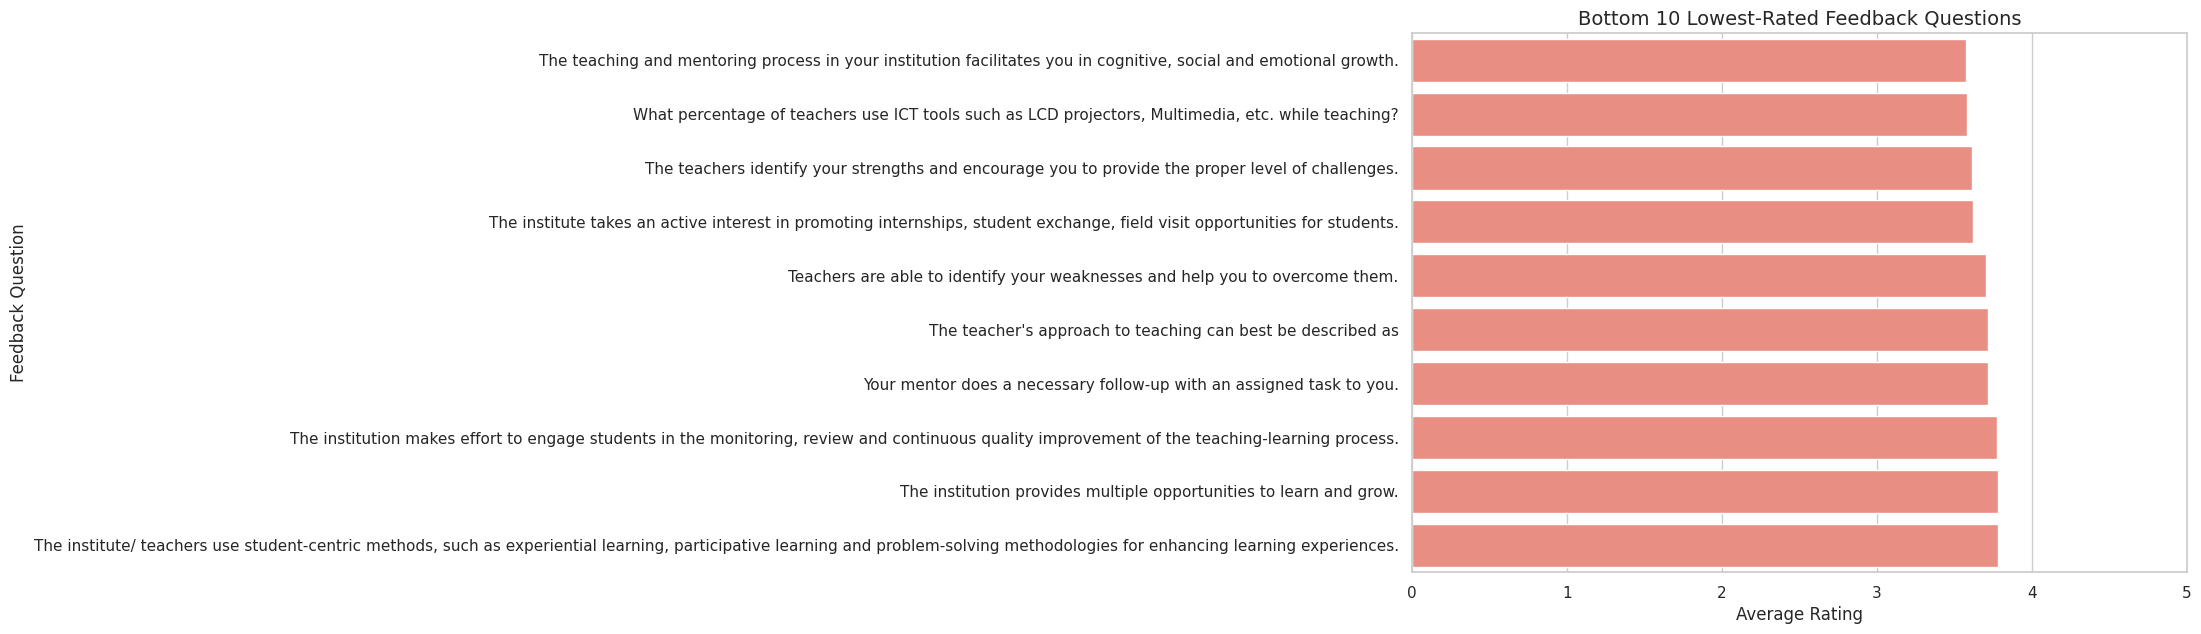 Bottom 10 Lowest-Rated Feedback Questions
The teaching and mentoring process in your institution facilitates you in cognitive, social and emotional growth.
What percentage of teachers use ICT tools such as LCD projectors, Multimedia, etc. while teaching?
The teachers identify your strengths and encourage you to provide the proper level of challenges.
The institute takes an active interest in promoting internships, student exchange, field visit opportunities for students.
Teachers are able to identify your weaknesses and help you to overcome them.
The teacher's approach to teaching can best be described as
Your mentor does a necessary follow-up with an assigned task to you.
The institution makes effort to engage students in the monitoring, review and continuous quality improvement of the teaching-learning process.
The institution provides multiple opportunities to learn and grow.
The institute/ teachers use student-centric methods, such as experiential learning, participative learning and problem-solving methodologies for enhancing learning experiences.
Feedback Question
0 1 2 3 4 5
Average Rating